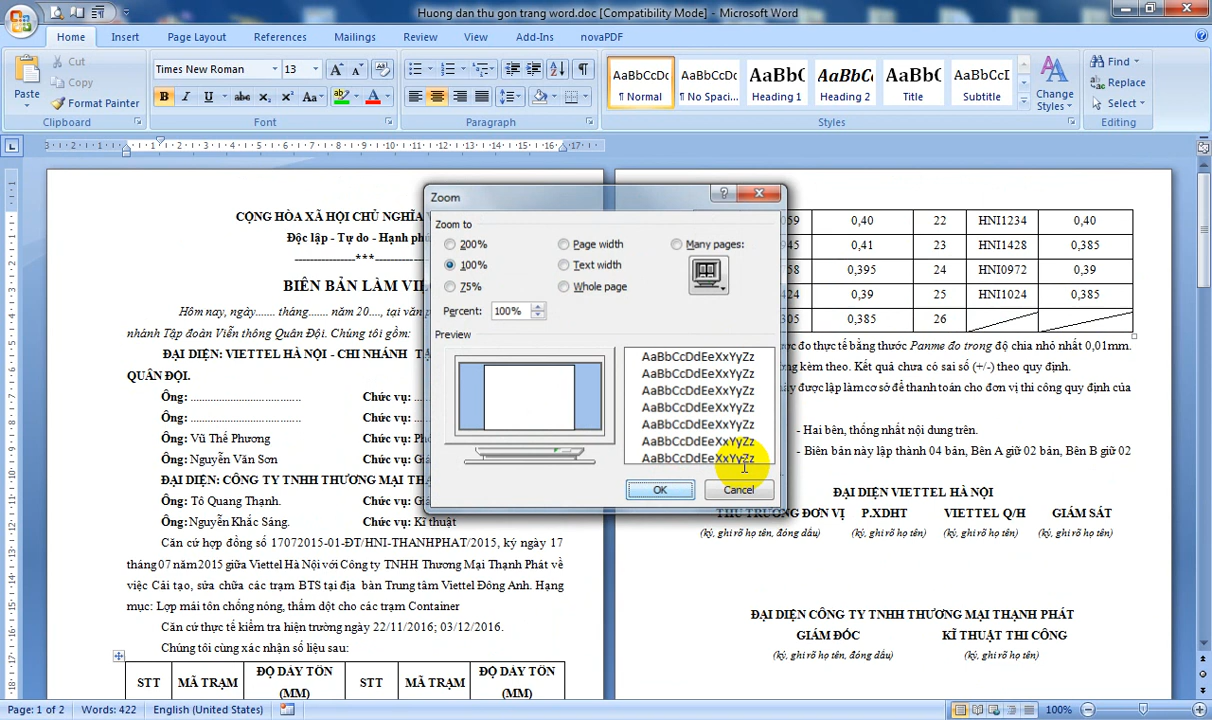 Huong dan thu gon trang word.doc [Compatibility Mode] - Microsoft Word
Home Insert Page Layout References Mailings Review View Add-Ins novaPDF
Paste
Cut
Copy
Format Painter
Clipboard
Times New Roman 13
Font
Paragraph
AaBbCcDc AaBbCcDc AaBbC AaBbCc AaBbC AaBbCcI
¶ Normal ¶ No Spaci... Heading 1 Heading 2 Title Subtitle
Change Styles
Styles
Find
Replace
Select
Editing
CỘNG HÒA XÃ HỘI CHỦ NGHĨA V
Độc lập - Tự do - Hạnh ph
---------------***---------------
BIÊN BẢN LÀM VI
Hôm nay, ngày....... tháng....... năm 20...., tại văn p
nhánh Tập đoàn Viễn thông Quân Đội. Chúng tôi gồm:
ĐẠI DIỆN: VIETTEL HÀ NỘI - CHI NHÁNH T
QUÂN ĐỘI.
Ông: .................................... Chức vụ: ...
Ông: .................................... Chức vụ: ...
Ông: Vũ Thế Phương Chức vụ:
Ông: Nguyễn Văn Sơn Chức vụ:
ĐẠI DIỆN: CÔNG TY TNHH THƯƠNG MẠI THẠNH
Ông: Tô Quang Thạnh. Chức vụ: Gi
Ông: Nguyễn Khắc Sáng. Chức vụ: Kĩ thuật
Căn cứ hợp đồng số 17072015-01-ĐT/HNI-THANHPHAT/2015, ký ngày 17
tháng 07 năm 2015 giữa Viettel Hà Nội với Công ty TNHH Thương Mại Thạnh Phát về
việc Cải tạo, sửa chữa các trạm BTS tại địa bàn Trung tâm Viettel Đông Anh. Hạng
mục: Lợp mái tôn chống nóng, thấm dột cho các trạm Container
Căn cứ thực tế kiểm tra hiện trường ngày 22/11/2016; 03/12/2016.
Chúng tôi cùng xác nhận số liệu sau:
STT MÃ TRẠM ĐỘ DÀY TÔN (MM) STT MÃ TRẠM ĐỘ DÀY TÔN (MM)
Zoom
Zoom to
200% Page width Many pages:
100% Text width
75% Whole page
Percent: 100%
Preview
AaBbCcDdEeXxYyZz
AaBbCcDdEeXxYyZz
AaBbCcDdEeXxYyZz
AaBbCcDdEeXxYyZz
AaBbCcDdEeXxYyZz
AaBbCcDdEeXxYyZz
AaBbCcDdEeXxYyZz
OK Cancel
059 0,40 22 HNI1234 0,40
945 0,41 23 HNI1428 0,385
758 0,395 24 HNI0972 0,39
424 0,39 25 HNI1024 0,385
305 0,385 26
ợc đo thực tế bằng thước Panme đo trong độ chia nhỏ nhất 0,01mm.
g kèm theo. Kết quả chưa có sai số (+/-) theo quy định.
ày được lập làm cơ sở để thanh toán cho đơn vị thi công quy định của
- Hai bên, thống nhất nội dung trên.
- Biên bản này lập thành 04 bản, Bên A giữ 02 bản, Bên B giữ 02
ĐẠI DIỆN VIETTEL HÀ NỘI
THỦ TRƯỞNG ĐƠN VỊ P.XDHT VIETTEL Q/H GIÁM SÁT
(ký, ghi rõ họ tên, đóng dấu) (ký, ghi rõ họ tên) (ký, ghi rõ họ tên) (ký, ghi rõ họ tên)
ĐẠI DIỆN CÔNG TY TNHH THƯƠNG MẠI THẠNH PHÁT
GIÁM ĐỐC KĨ THUẬT THI CÔNG
(ký, ghi rõ họ tên, đóng dấu) (ký, ghi rõ họ tên)
Page: 1 of 2 Words: 422 English (United States) 100%